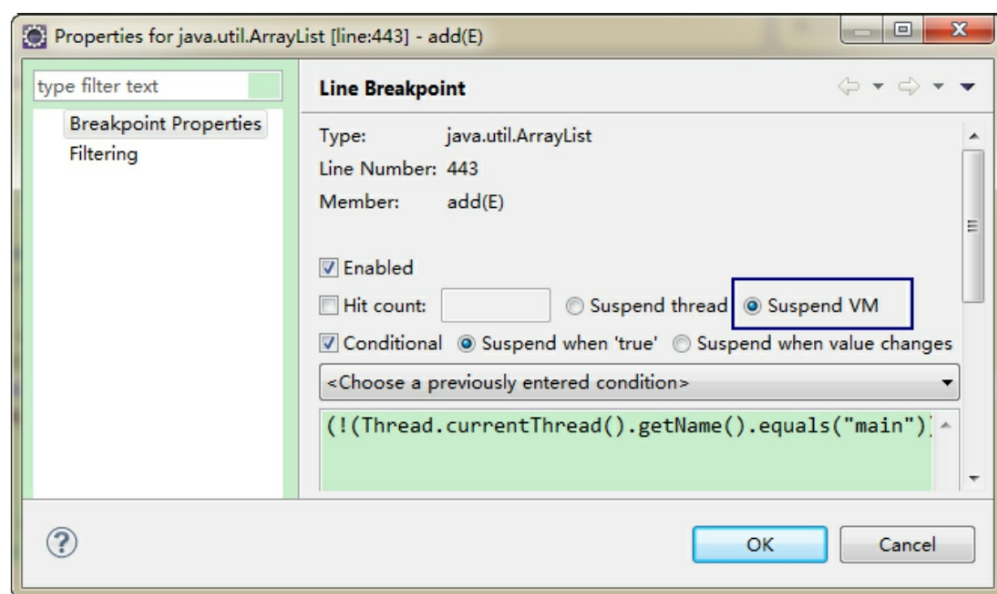 Properties for java.util.ArrayList [line:443] - add(E)
type filter text
Breakpoint Properties
Filtering
Line Breakpoint
Type: java.util.ArrayList
Line Number: 443
Member: add(E)
Enabled
Hit count: Suspend thread Suspend VM
Conditional Suspend when 'true' Suspend when value changes
<Choose a previously entered condition>
(!(Thread.currentThread().getName().equals("main"))
OK Cancel